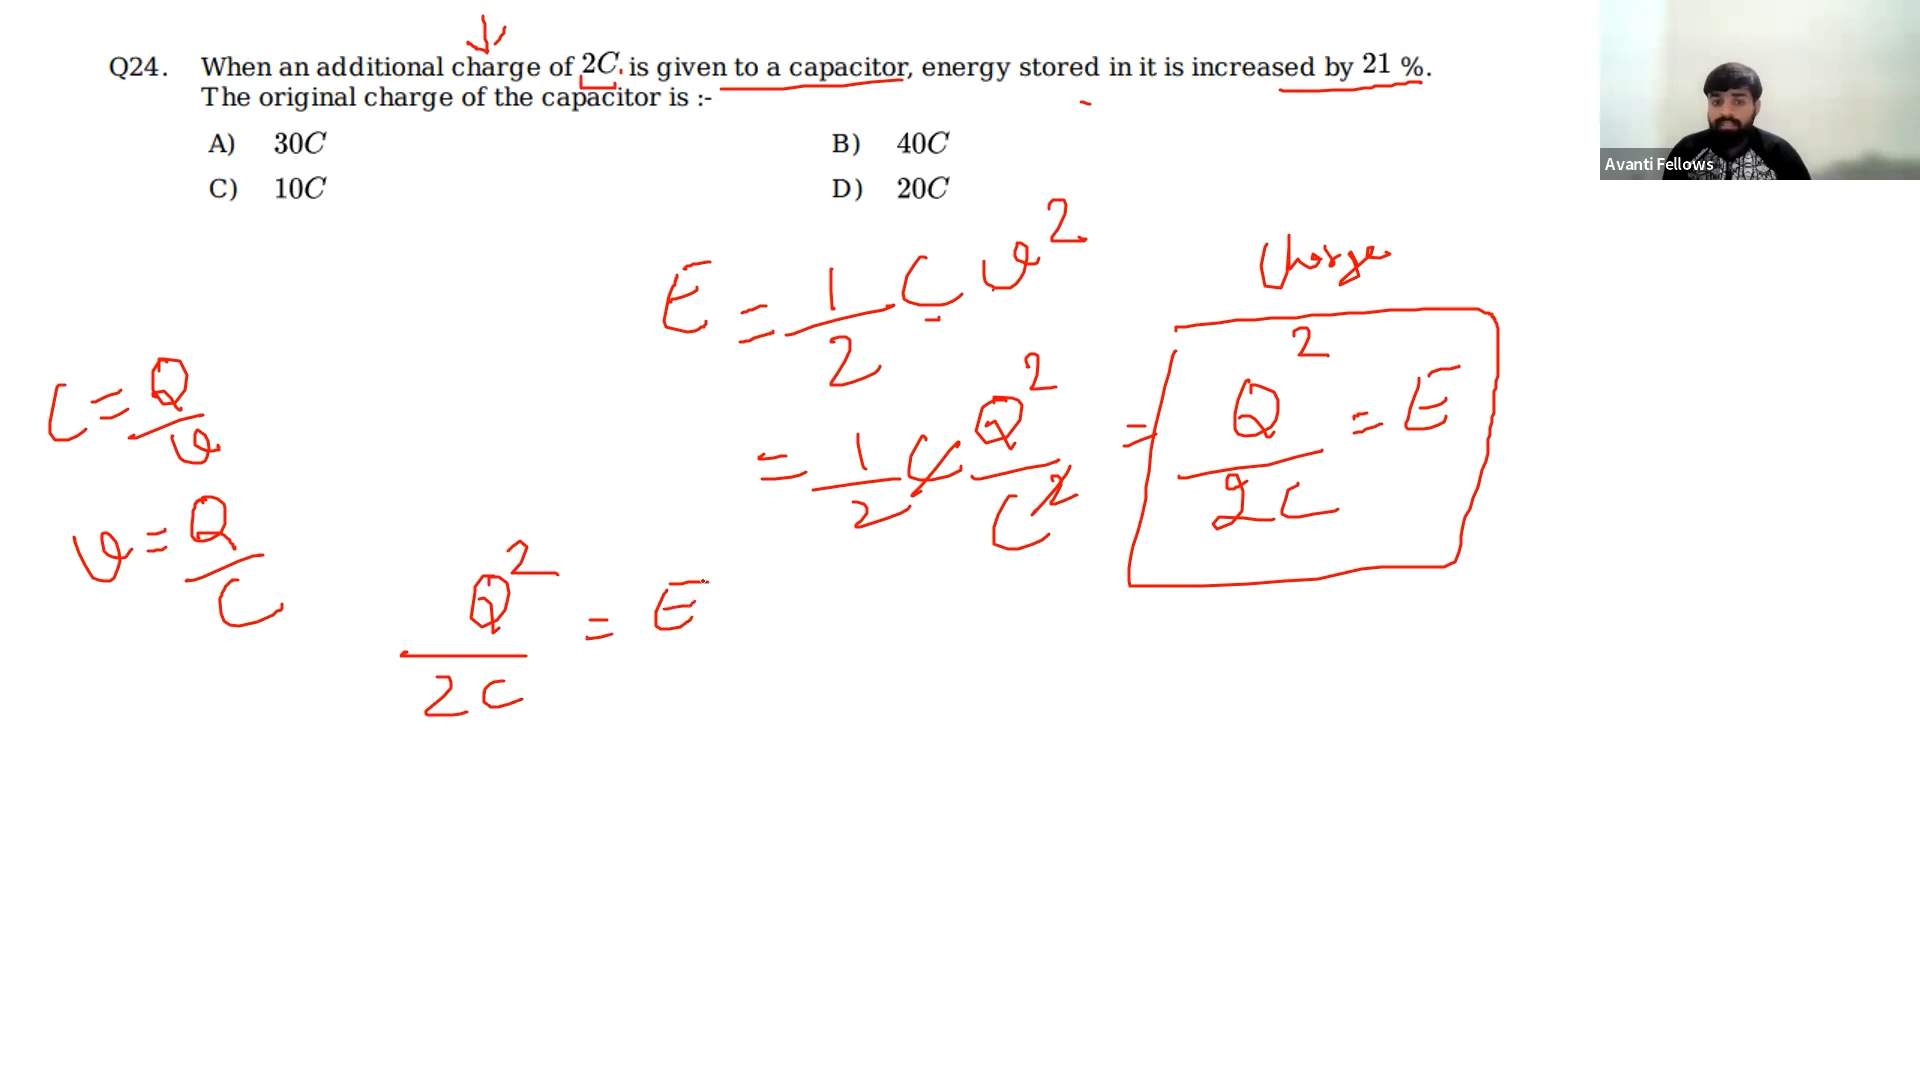 Q24. When an additional charge of 2C is given to a capacitor, energy stored in it is increased by 21 %.
The original charge of the capacitor is :-
A) 30C B) 40C
C) 10C D) 20C
Avanti Fellows
E = 1/2 C v²
Charge
C = Q/v
= 1/2 C Q²/C² = Q²/2C = E
v = Q/C
Q²/2C = E